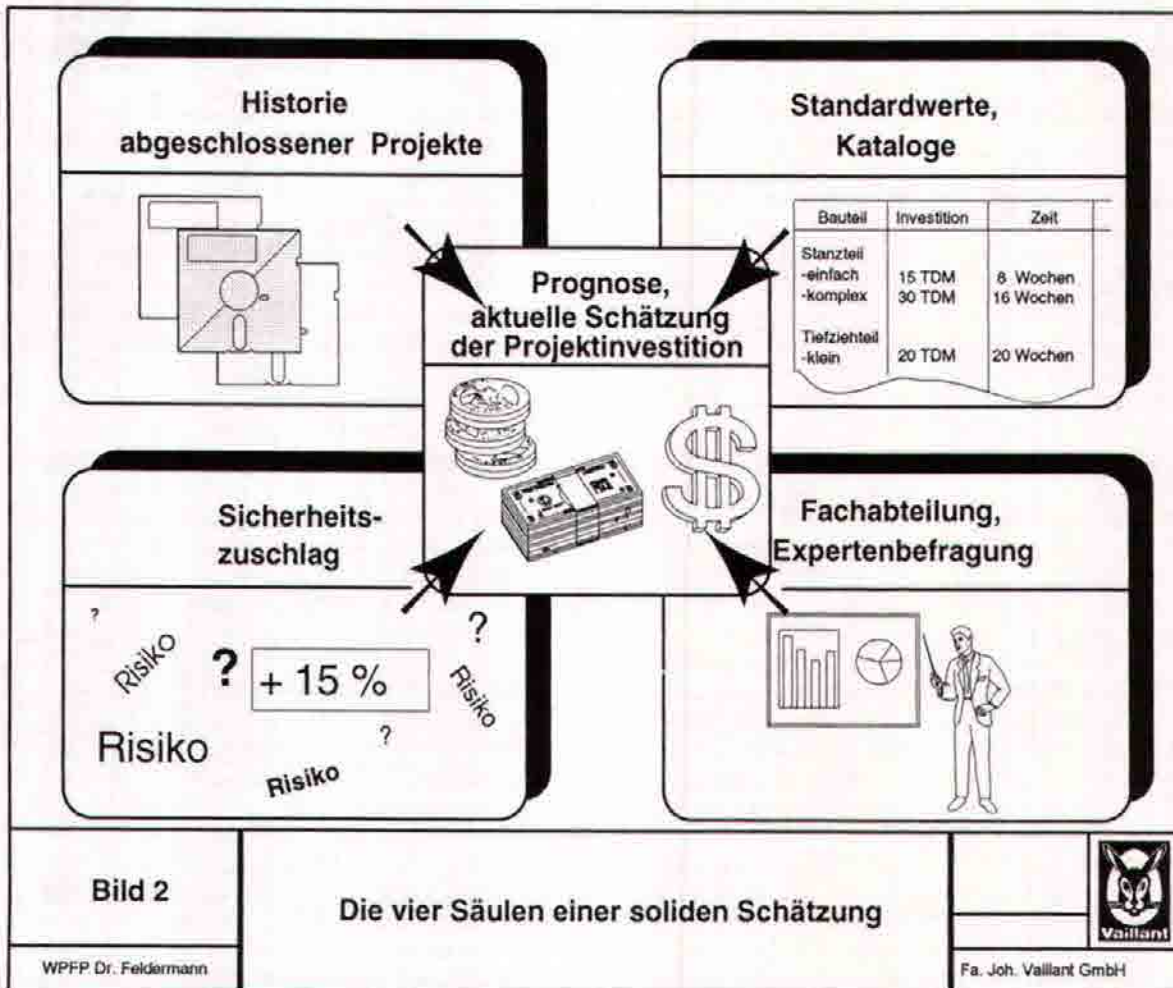 Historie
abgeschlossener Projekte
Standardwerte,
Kataloge
Bauteil Investition Zeit
Stanzteil
-einfach 15 TDM 8 Wochen
-komplex 30 TDM 16 Wochen
Tiefziehteil
-klein 20 TDM 20 Wochen
Prognose,
aktuelle Schätzung
der Projektinvestition
Sicherheits-
zuschlag
?
Risiko
?
+ 15 %
?
Risiko
Risiko
?
Risiko
Fachabteilung,
Expertenbefragung
Bild 2
Die vier Säulen einer soliden Schätzung
Vaillant
WPFP Dr. Feldermann
Fa. Joh. Vaillant GmbH